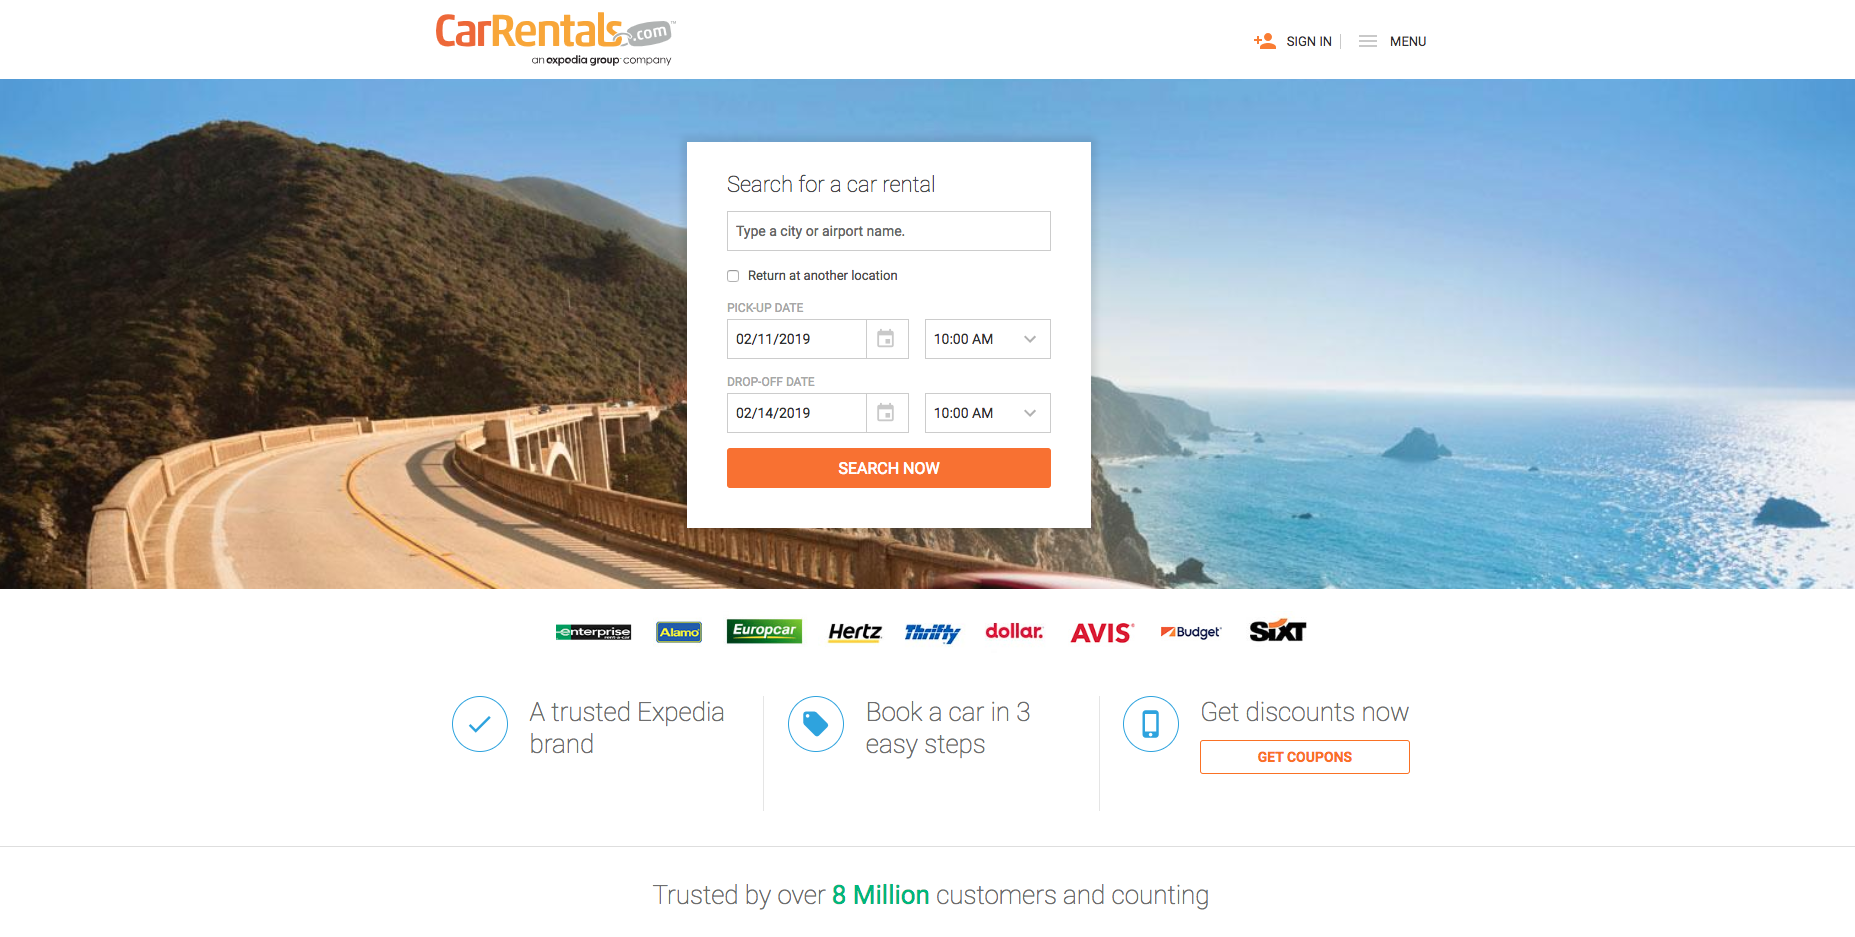 CarRentals.com™
an expedia group company
SIGN IN
MENU
Search for a car rental
Type a city or airport name.
Return at another location
PICK-UP DATE
02/11/2019
10:00 AM
DROP-OFF DATE
02/14/2019
10:00 AM
SEARCH NOW
enterprise
rent-a-car
Alamo
Europcar
Hertz
Thrifty
dollar.
AVIS
Budget
SIXT
A trusted Expedia
brand
Book a car in 3
easy steps
Get discounts now
GET COUPONS
Trusted by over 8 Million customers and counting